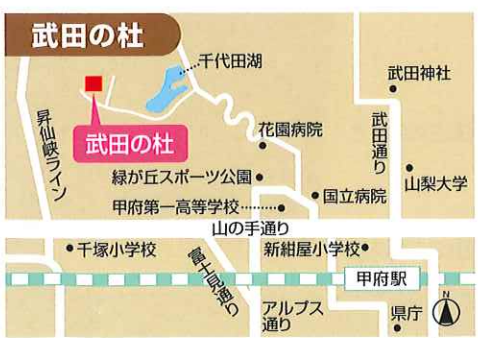 武田の杜
千代田湖
武田神社
昇仙峡ライン
武田の杜
花園病院
武田通り
緑が丘スポーツ公園
国立病院
山梨大学
甲府第一高等学校
山の手通り
千塚小学校
富士見通り
新紺屋小学校
甲府駅
アルプス
通り
県庁
N